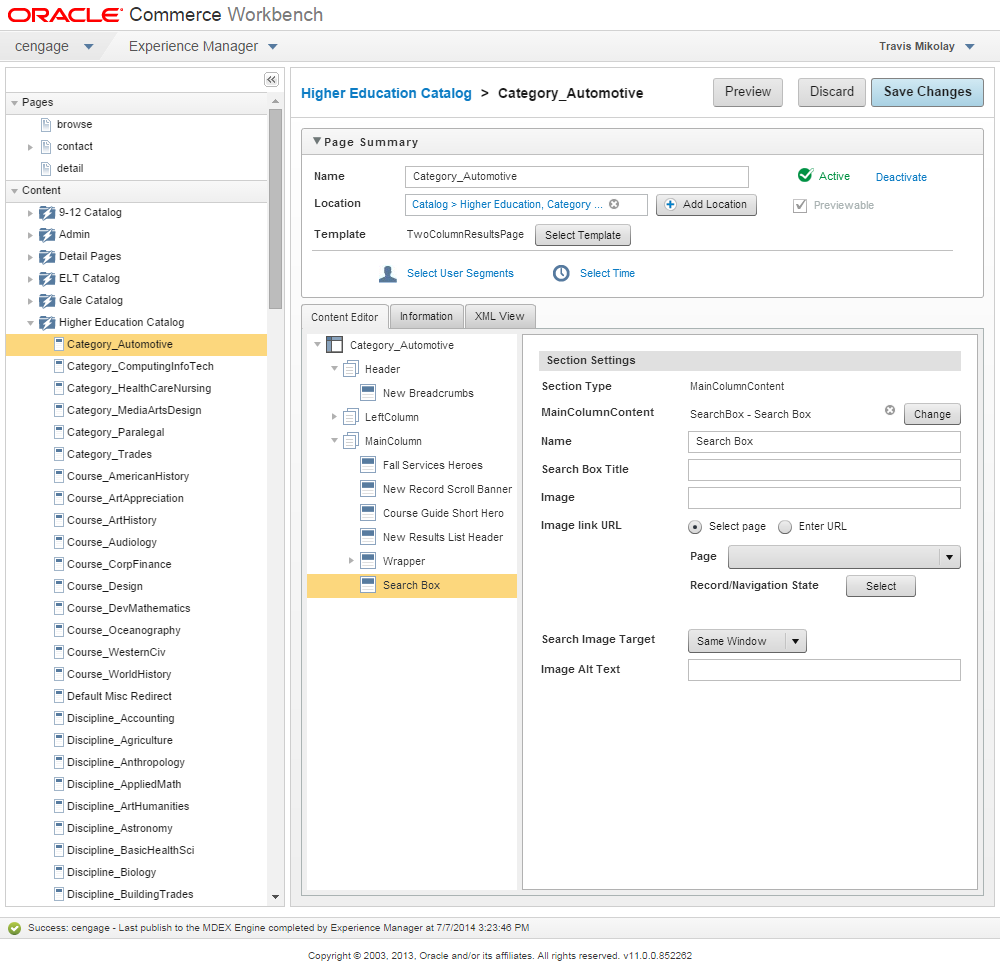 ORACLE Commerce Workbench
cengage Experience Manager Travis Mikolay
Pages
browse
contact
detail
Content
9-12 Catalog
Admin
Detail Pages
ELT Catalog
Gale Catalog
Higher Education Catalog
Category_Automotive
Category_ComputingInfoTech
Category_HealthCareNursing
Category_MediaArtsDesign
Category_Paralegal
Category_Trades
Course_AmericanHistory
Course_ArtAppreciation
Course_ArtHistory
Course_Audiology
Course_CorpFinance
Course_Design
Course_DevMathematics
Course_Oceanography
Course_WesternCiv
Course_WorldHistory
Default Misc Redirect
Discipline_Accounting
Discipline_Agriculture
Discipline_Anthropology
Discipline_AppliedMath
Discipline_ArtHumanities
Discipline_Astronomy
Discipline_BasicHealthSci
Discipline_Biology
Discipline_BuildingTrades
Higher Education Catalog > Category_Automotive Preview Discard Save Changes
Page Summary
Name Category_Automotive Active Deactivate
Location Catalog > Higher Education, Category ... Add Location Previewable
Template TwoColumnResultsPage Select Template
Select User Segments Select Time
Content Editor Information XML View
Category_Automotive
Header
New Breadcrumbs
LeftColumn
MainColumn
Fall Services Heroes
New Record Scroll Banner
Course Guide Short Hero
New Results List Header
Wrapper
Search Box
Section Settings
Section Type MainColumnContent
MainColumnContent SearchBox - Search Box Change
Name Search Box
Search Box Title
Image
Image link URL Select page Enter URL
Page
Record/Navigation State Select
Search Image Target Same Window
Image Alt Text
Success: cengage - Last publish to the MDEX Engine completed by Experience Manager at 7/7/2014 3:23:46 PM
Copyright © 2003, 2013, Oracle and/or its affiliates. All rights reserved. v11.0.0.852262